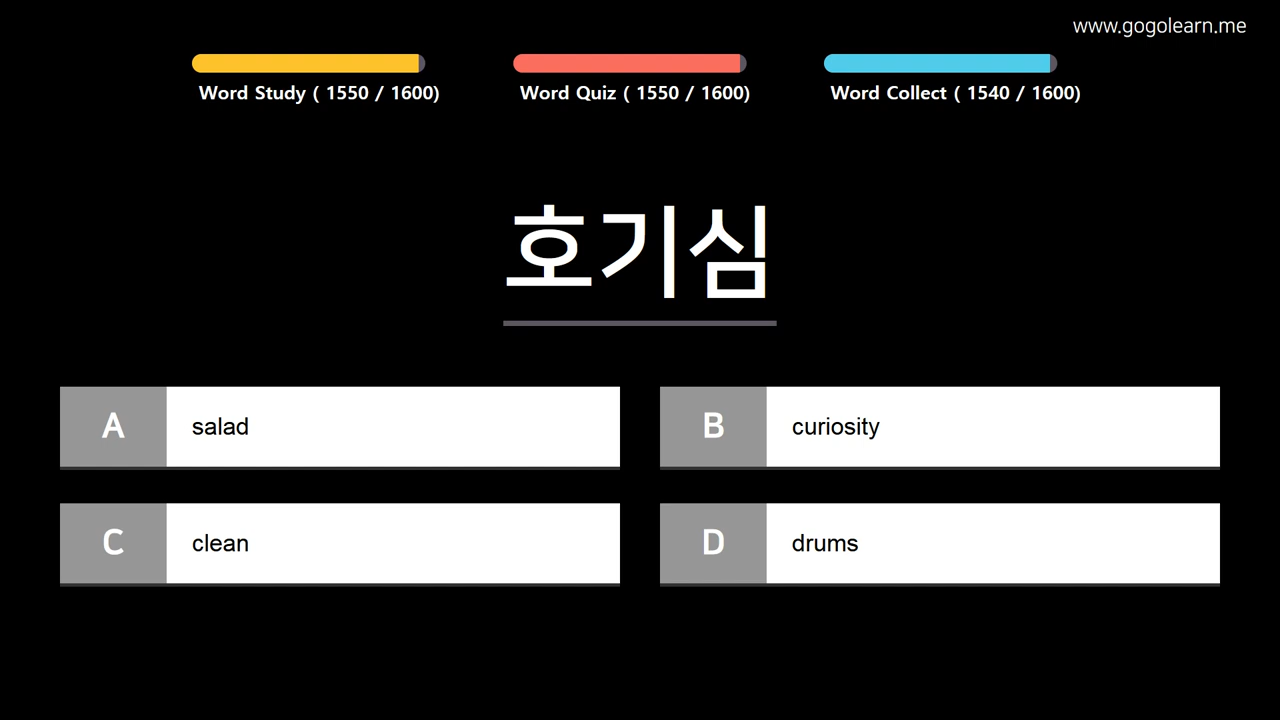 www.gogolearn.me
Word Study ( 1550 / 1600)
Word Quiz ( 1550 / 1600)
Word Collect ( 1540 / 1600)
호기심
A salad
B curiosity
C clean
D drums